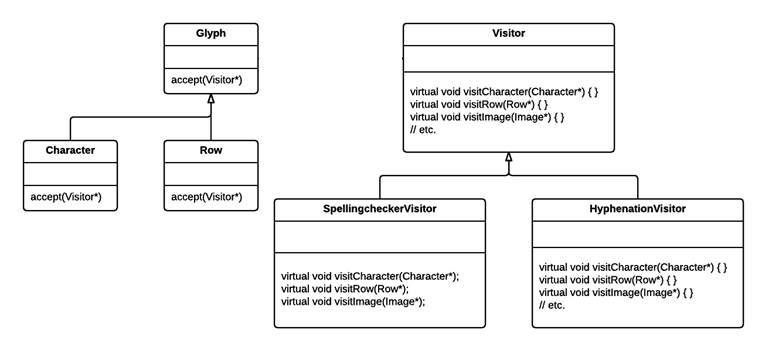 Glyph
accept(Visitor*)
Character
accept(Visitor*)
Row
accept(Visitor*)
Visitor
virtual void visitCharacter(Character*) { }
virtual void visitRow(Row*) { }
virtual void visitImage(Image*) { }
// etc.
SpellingcheckerVisitor
virtual void visitCharacter(Character*);
virtual void visitRow(Row*);
virtual void visitImage(Image*);
HyphenationVisitor
virtual void visitCharacter(Character*) { }
virtual void visitRow(Row*) { }
virtual void visitImage(Image*) { }
// etc.